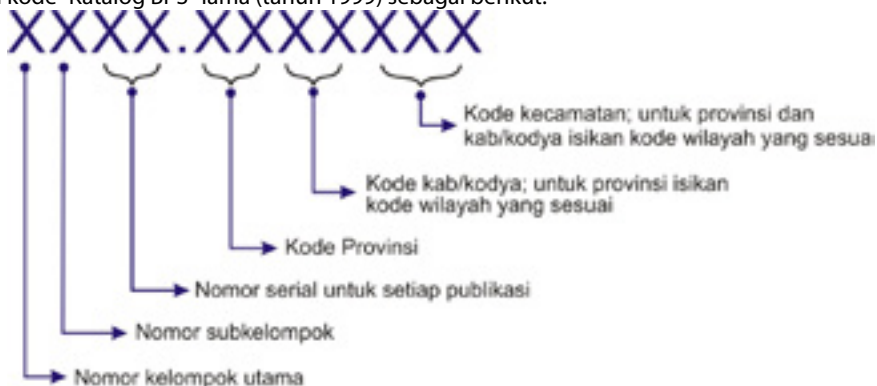 kode Katalog BPS lama (tahun 1999) sebagai berikut:
XXXX.XXXXXXX
Kode kecamatan; untuk provinsi dan
kab/kodya isikan kode wilayah yang sesua
Kode kab/kodya; untuk provinsi isikan
kode wilayah yang sesuai
Kode Provinsi
Nomor serial untuk setiap publikasi
Nomor subkelompok
Nomor kelompok utama